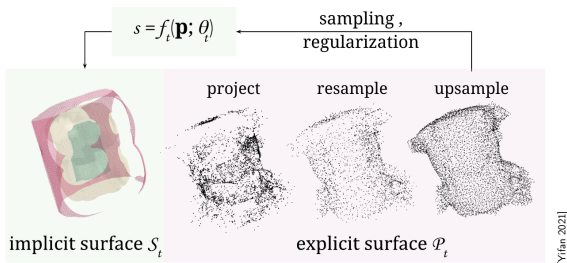 s = f_t(p; θ_t)
sampling ,
regularization
project
resample
upsample
implicit surface S_t
explicit surface P_t
Yifan 2021]